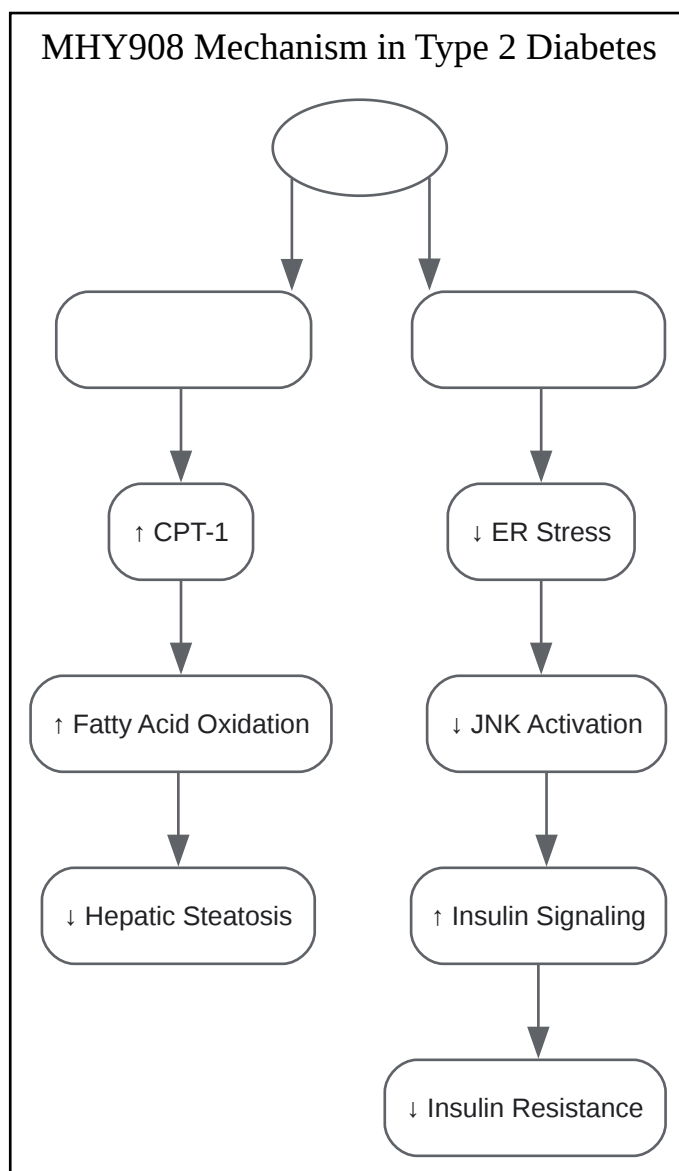 MHY908 Mechanism in Type 2 Diabetes
↑ CPT-1
↓ ER Stress
↑ Fatty Acid Oxidation
↓ JNK Activation
↓ Hepatic Steatosis
↑ Insulin Signaling
↓ Insulin Resistance